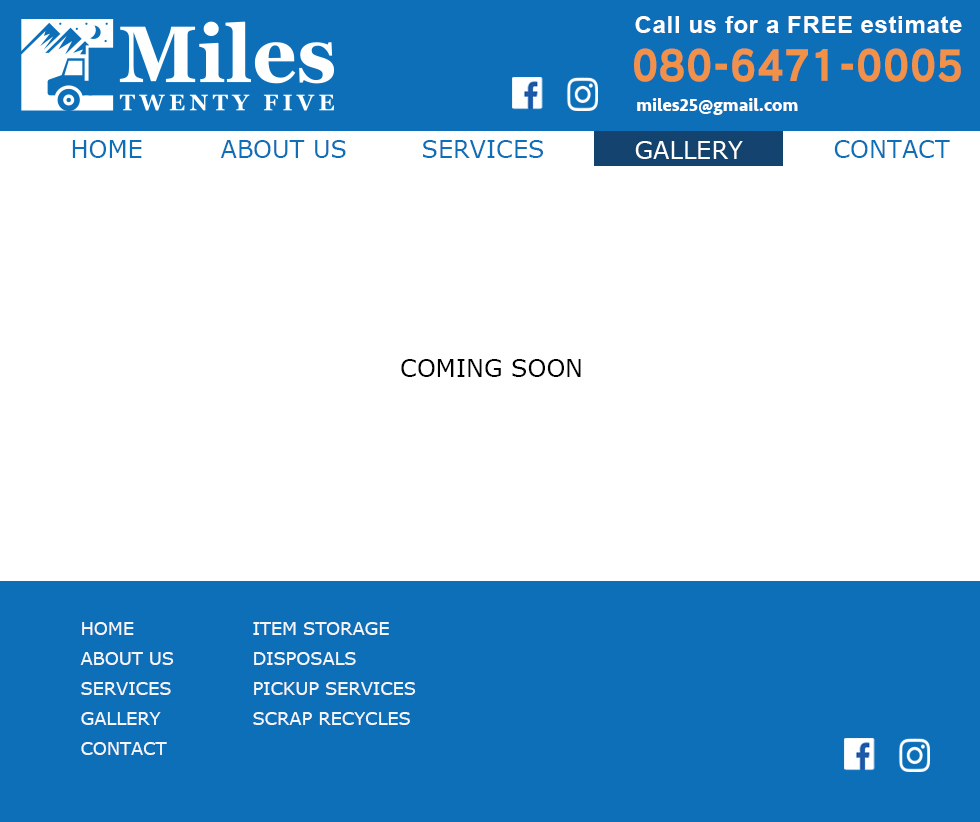 Miles
TWENTY FIVE
Call us for a FREE estimate
080-6471-0005
miles25@gmail.com
HOME ABOUT US SERVICES GALLERY CONTACT
COMING SOON
HOME
ABOUT US
SERVICES
GALLERY
CONTACT
ITEM STORAGE
DISPOSALS
PICKUP SERVICES
SCRAP RECYCLES